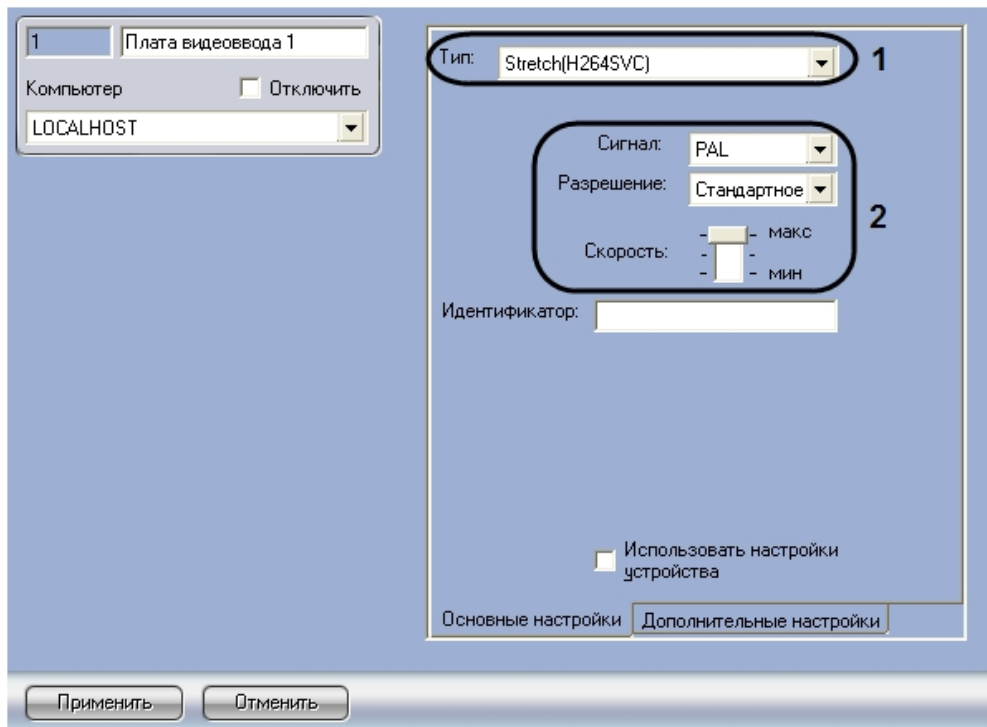 1 Плата видеоввода 1
Компьютер Отключить
LOCALHOST
Тип: Stretch(H264SVC) 1
Сигнал: PAL
Разрешение: Стандартное
2
Скорость: макс
мин
Идентификатор:
Использовать настройки
устройства
Основные настройки Дополнительные настройки
Применить Отменить